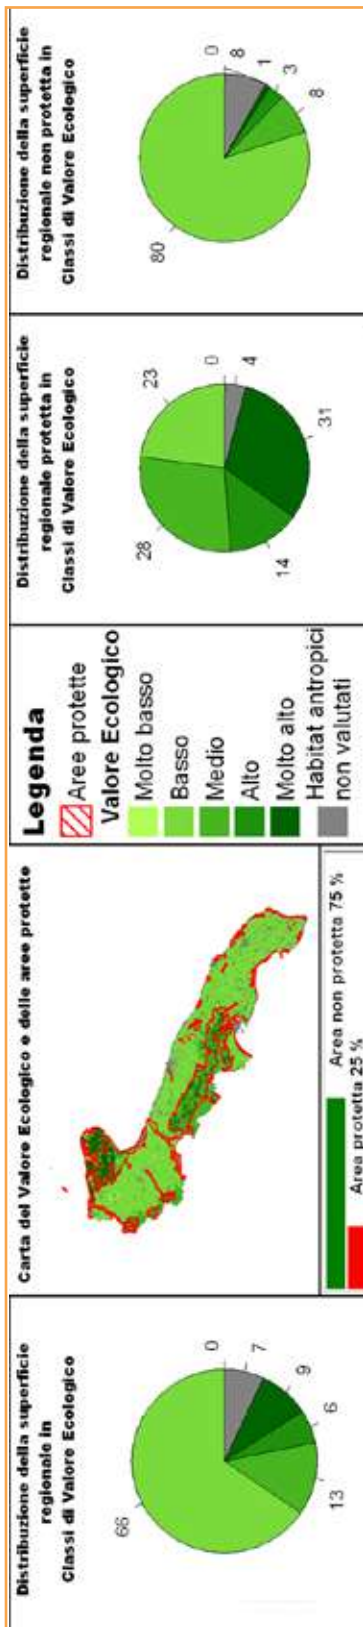 Distribuzione della superficie
regionale in
Classi di Valore Ecologico
66
0
7
9
6
13
Carta del Valore Ecologico e delle aree protette
Area non protetta 75 %
Area protetta 25 %
Legenda
Aree protette
Valore Ecologico
Molto basso
Basso
Medio
Alto
Molto alto
Habitat antropici
non valutati
Distribuzione della superficie
regionale protetta in
Classi di Valore Ecologico
23
0
4
31
14
28
Distribuzione della superficie
regionale non protetta in
Classi di Valore Ecologico
80
0
8
1
3
8